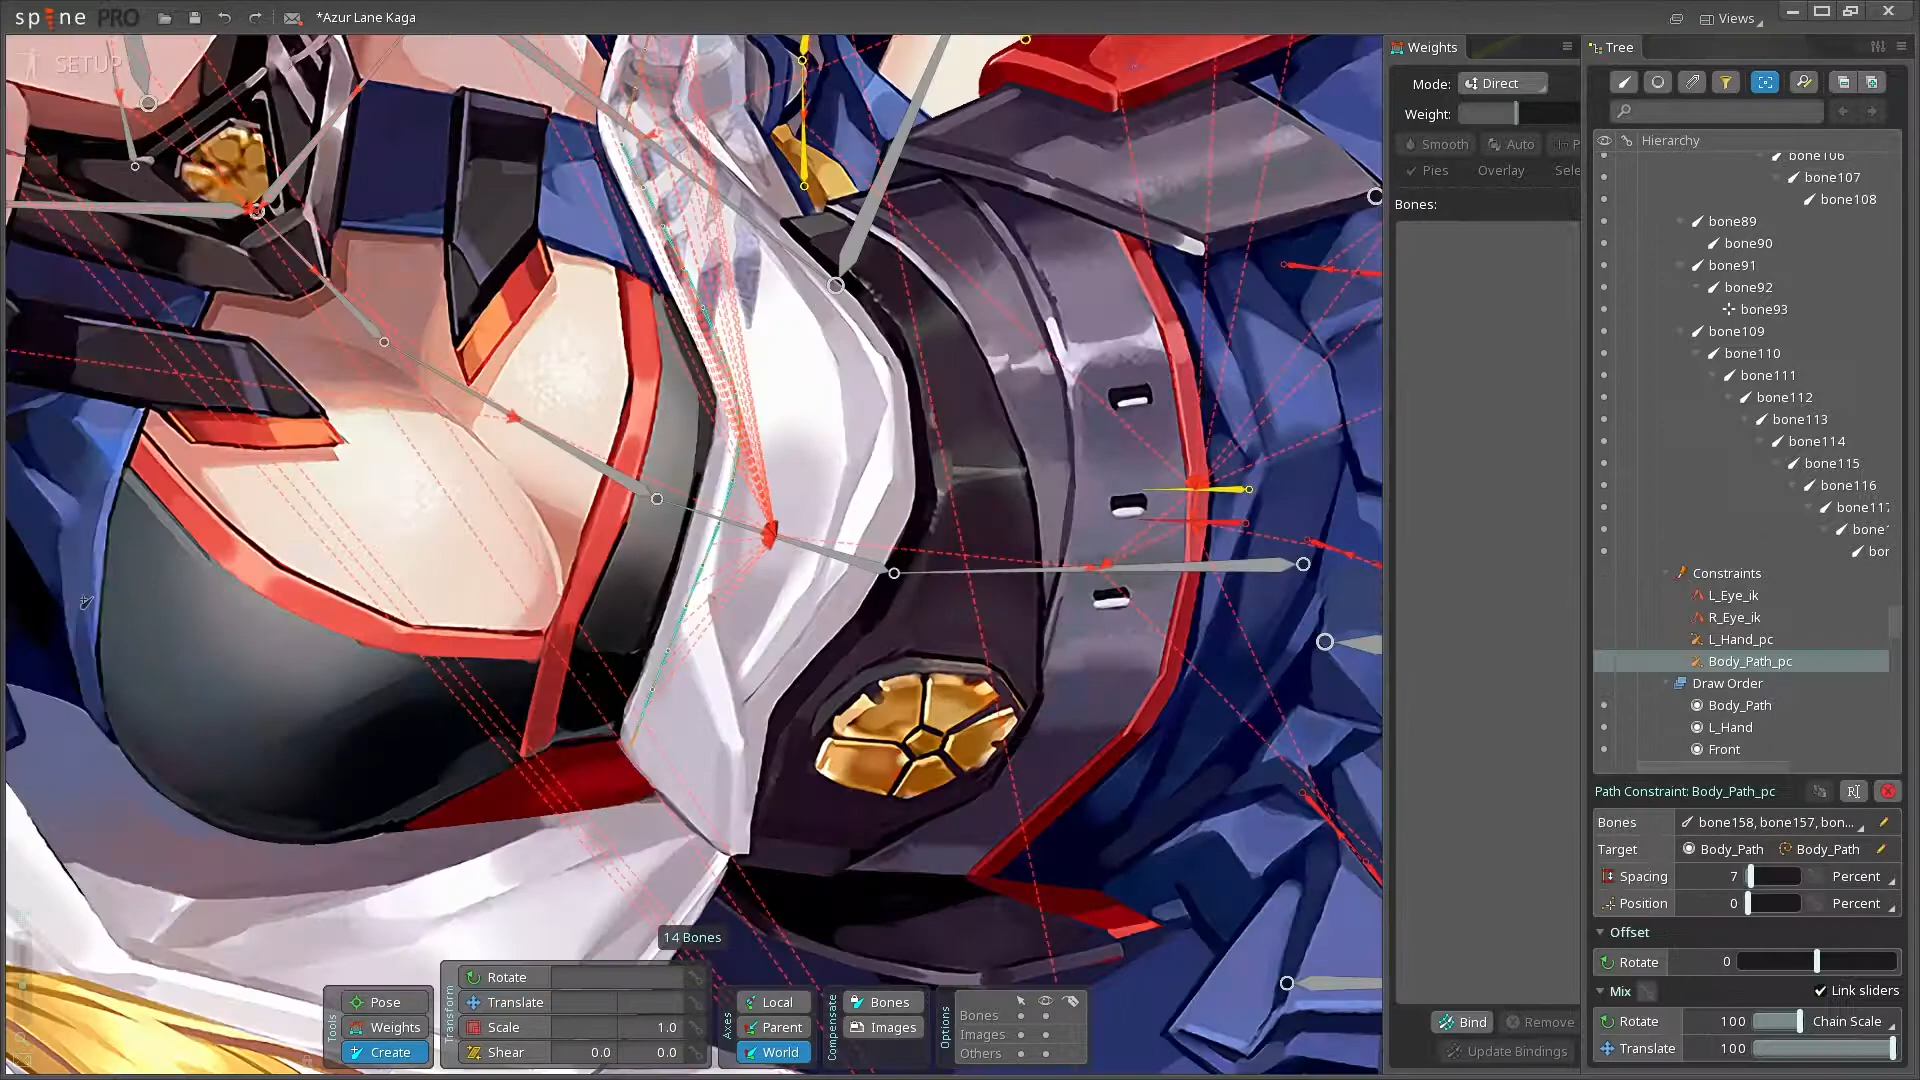 spine PRO
*Azur Lane Kaga
Views
SETUP
Weights
Mode: Direct
Weight:
Smooth Auto P
Pies Overlay Sele
Bones:
Bind Remove
Update Bindings
Tree
Hierarchy
bone106
bone107
bone108
bone89
bone90
bone91
bone92
bone93
bone109
bone110
bone111
bone112
bone113
bone114
bone115
bone116
bone11
bone
bor
Constraints
L_Eye_ik
R_Eye_ik
L_Hand_pc
Body_Path_pc
Draw Order
Body_Path
L_Hand
Front
Path Constraint: Body_Path_pc
Bones bone158, bone157, bon...
Target Body_Path Body_Path
Spacing 7 Percent
Position 0 Percent
Offset
Rotate 0
Mix Link sliders
Rotate 100 Chain Scale
Translate 100
14 Bones
Tools
Pose
Weights
Create
Transform
Rotate
Translate
Scale 1.0
Shear 0.0 0.0
Axes
Local
Parent
World
Compensate
Bones
Images
Options
Bones
Images
Others